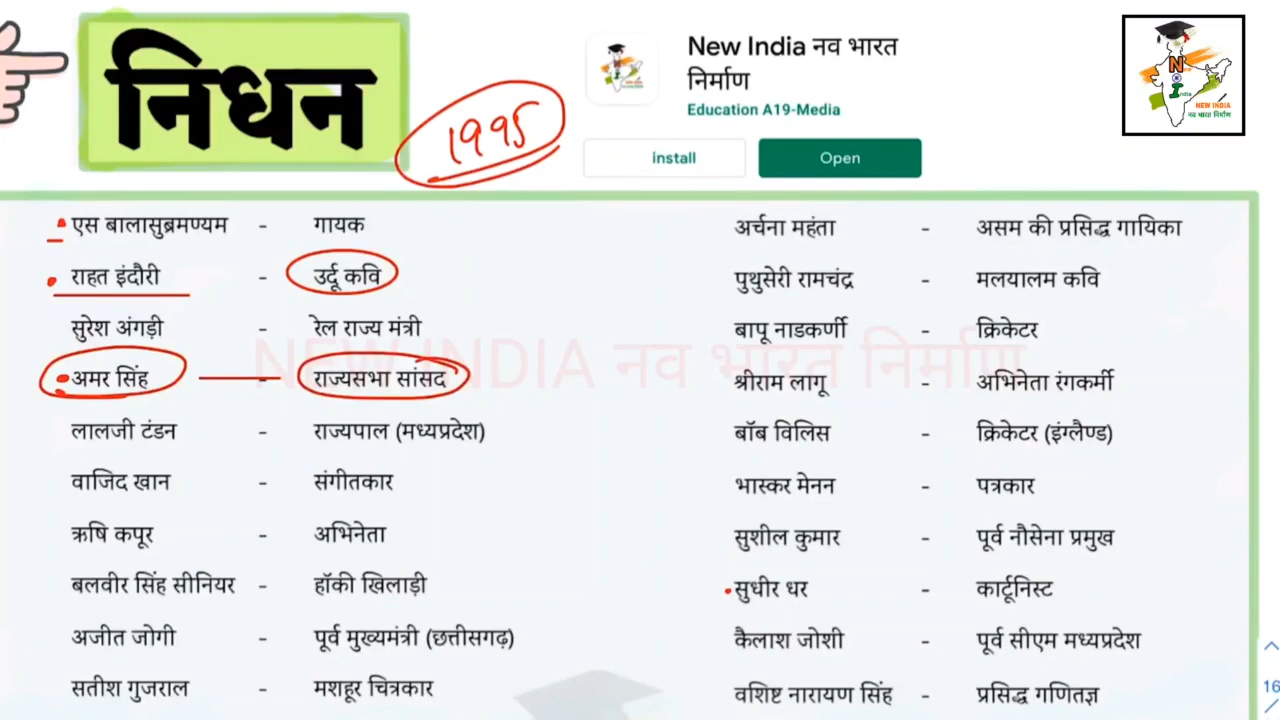 निधन
1995
New India नव भारत
निर्माण
Education A19-Media
install
Open
N
India
NEW INDIA
नव भारत निर्माण
एस बालासुब्रमण्यम - गायक
राहत इंदौरी - उर्दू कवि
सुरेश अंगड़ी - रेल राज्य मंत्री
अमर सिंह - राज्यसभा सांसद
लालजी टंडन - राज्यपाल (मध्यप्रदेश)
वाजिद खान - संगीतकार
ऋषि कपूर - अभिनेता
बलवीर सिंह सीनियर - हॉकी खिलाड़ी
अजीत जोगी - पूर्व मुख्यमंत्री (छत्तीसगढ़)
सतीश गुजराल - मशहूर चित्रकार
अर्चना महंता - असम की प्रसिद्ध गायिका
पुथुसेरी रामचंद्र - मलयालम कवि
बापू नाडकर्णी - क्रिकेटर
श्रीराम लागू - अभिनेता रंगकर्मी
बॉब विलिस - क्रिकेटर (इंग्लैण्ड)
भास्कर मेनन - पत्रकार
सुशील कुमार - पूर्व नौसेना प्रमुख
सुधीर धर - कार्टूनिस्ट
कैलाश जोशी - पूर्व सीएम मध्यप्रदेश
वशिष्ट नारायण सिंह - प्रसिद्ध गणितज्ञ
NEW INDIA नव भारत निर्माण
16